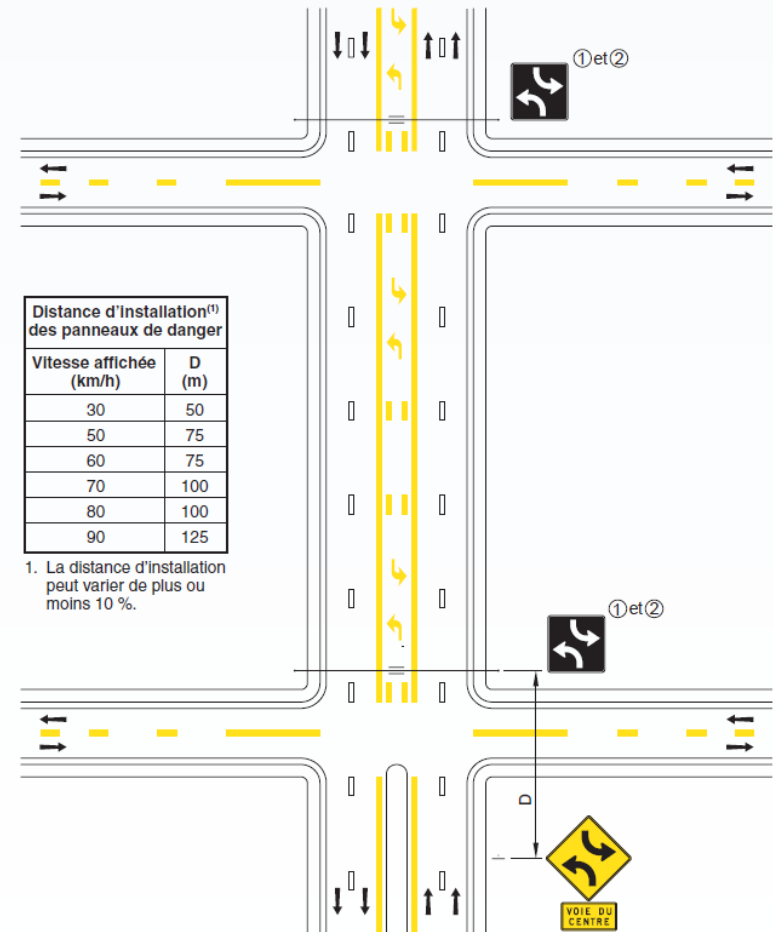 ①et②
Distance d'installation(1)
des panneaux de danger
Vitesse affichée
(km/h)
D
(m)
30 50
50 75
60 75
70 100
80 100
90 125
1. La distance d'installation
peut varier de plus ou
moins 10 %.
①et②
D
VOIE DU
CENTRE